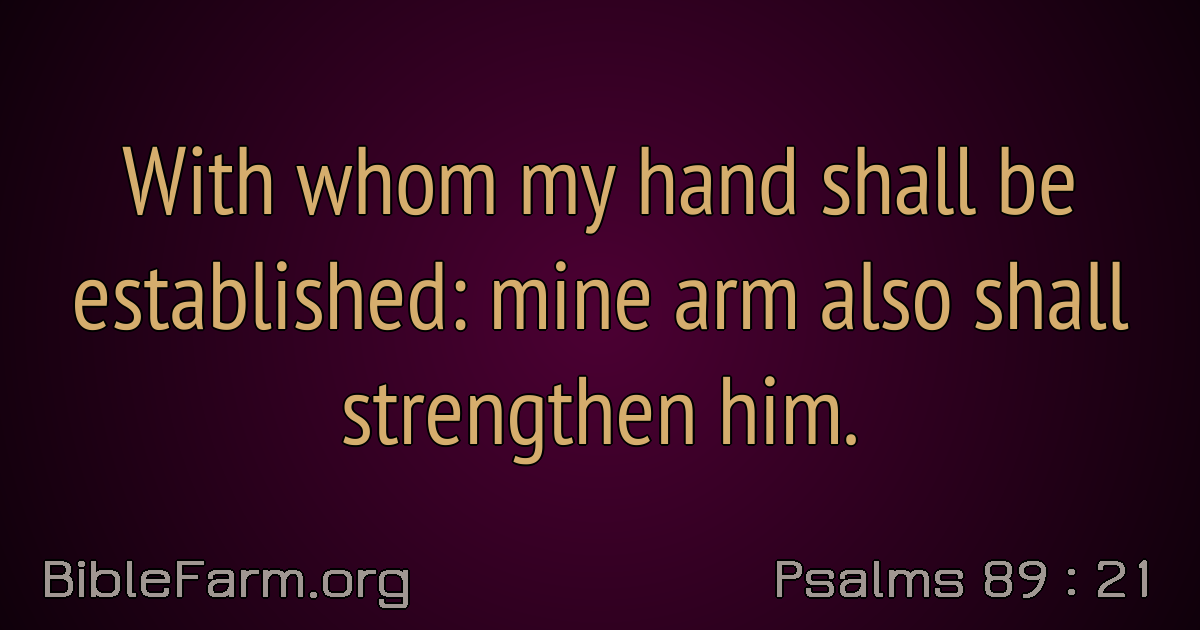 With whom my hand shall be
established: mine arm also shall
strengthen him.
BibleFarm.org
Psalms 89 : 21